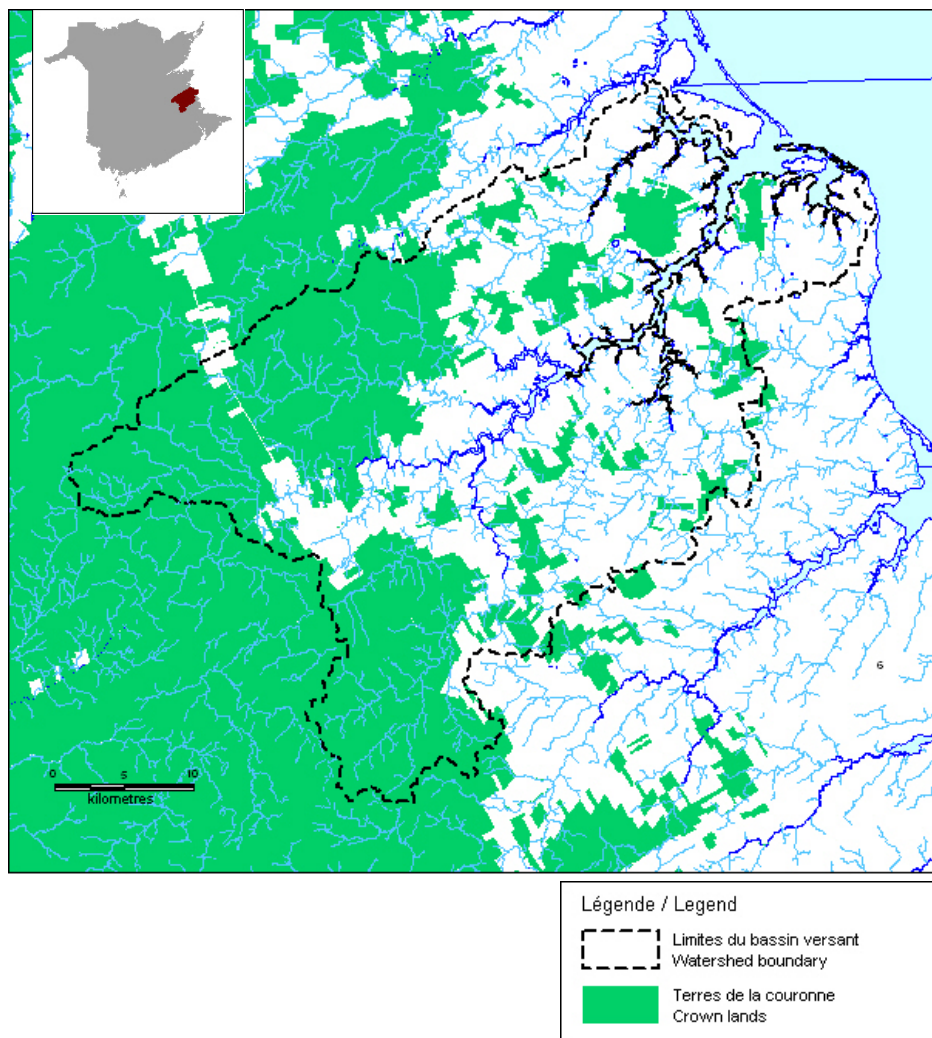 6
0 5 10
kilometres
Légende / Legend
Limites du bassin versant
Watershed boundary
Terres de la couronne
Crown lands